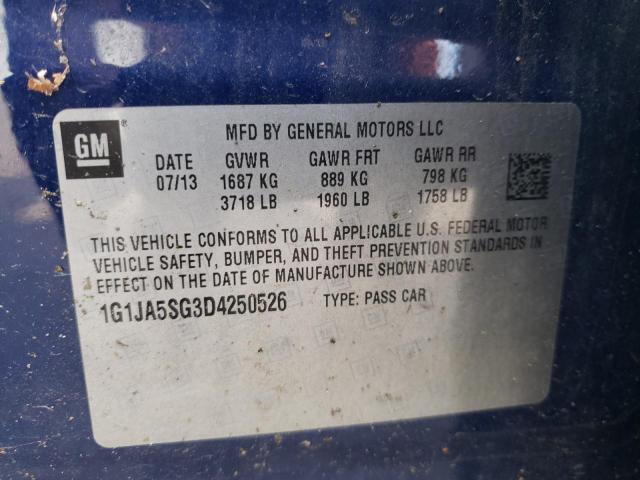 GM
MFD BY GENERAL MOTORS LLC
DATE GVWR GAWR FRT GAWR RR
07/13 1687 KG 889 KG 798 KG
3718 LB 1960 LB 1758 LB
THIS VEHICLE CONFORMS TO ALL APPLICABLE U.S. FEDERAL MOTOR
VEHICLE SAFETY, BUMPER, AND THEFT PREVENTION STANDARDS IN
EFFECT ON THE DATE OF MANUFACTURE SHOWN ABOVE.
1G1JA5SG3D4250526 TYPE: PASS CAR